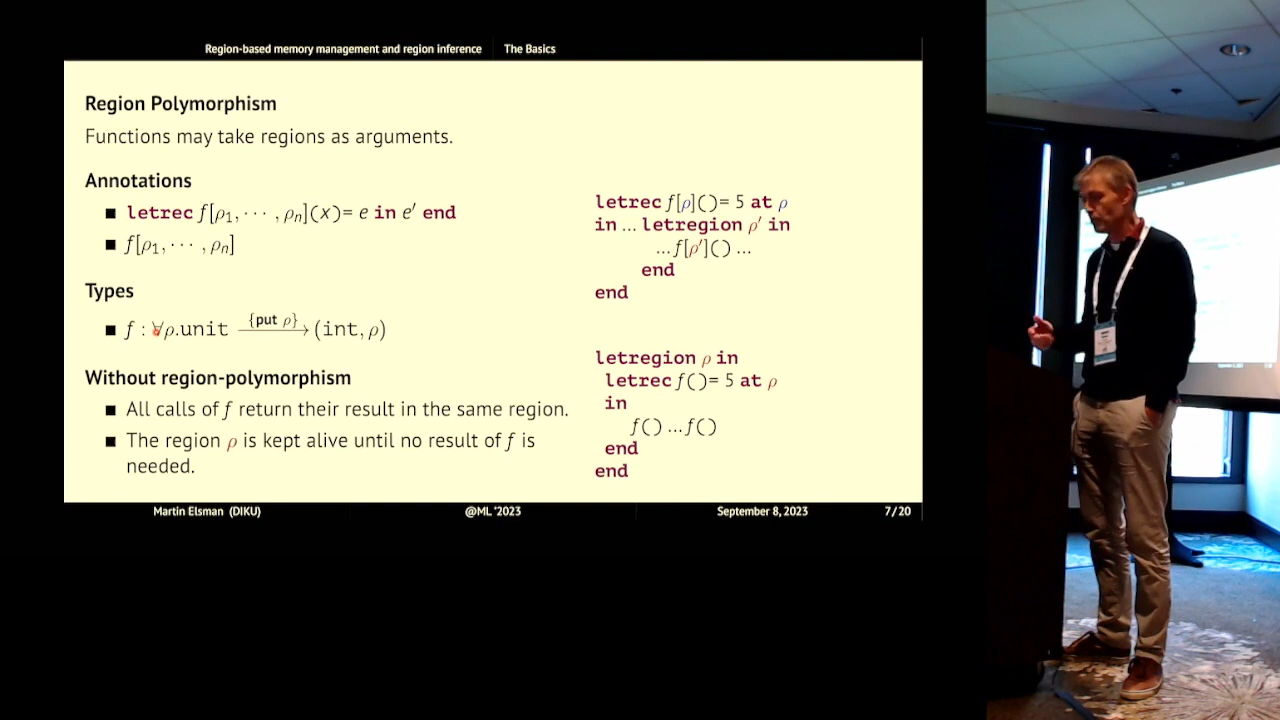 Region-based memory management and region inference The Basics
Region Polymorphism
Functions may take regions as arguments.
Annotations
■ letrec f[ρ₁, ··· , ρₙ](x)= e in e′ end
■ f[ρ₁, ··· , ρₙ]
Types
■ f : ∀ρ.unit —{put ρ}→ (int, ρ)
Without region-polymorphism
■ All calls of f return their result in the same region.
■ The region ρ is kept alive until no result of f is
needed.
letrec f[ρ]()= 5 at ρ
in ... letregion ρ′ in
... f[ρ′]() ...
end
end
letregion ρ in
letrec f()= 5 at ρ
in
f() ... f()
end
end
Martin Elsman (DIKU) @ML '2023 September 8, 2023 7/20